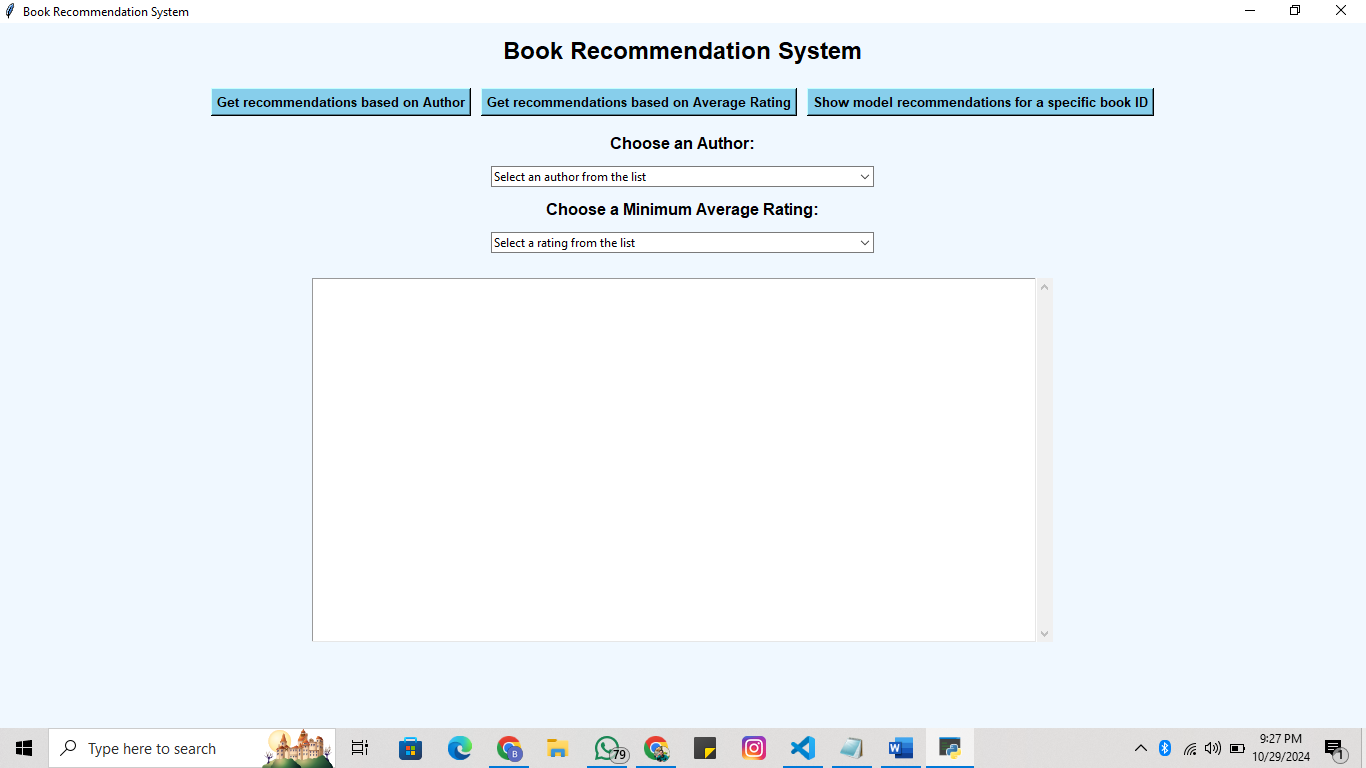 Book Recommendation System
Book Recommendation System
Get recommendations based on Author Get recommendations based on Average Rating Show model recommendations for a specific book ID
Choose an Author:
Select an author from the list
Choose a Minimum Average Rating:
Select a rating from the list
Type here to search
B
79
W
9:27 PM
10/29/2024
1